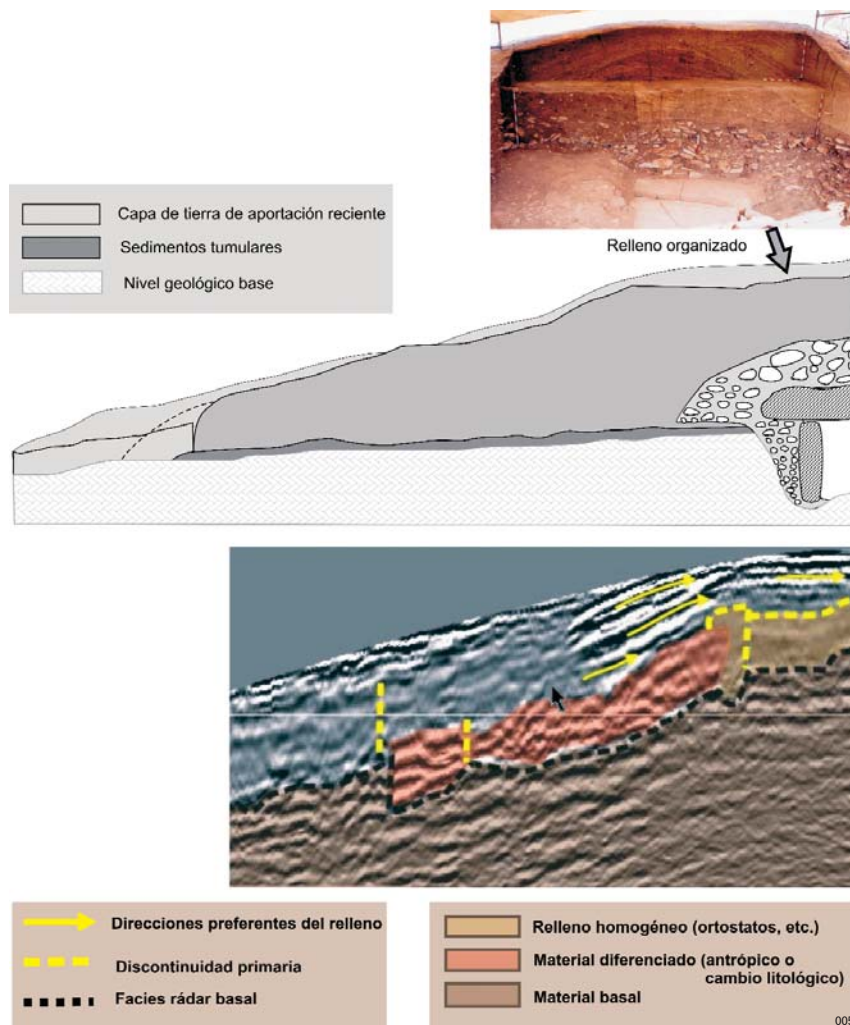 Capa de tierra de aportación reciente
Sedimentos tumulares
Nivel geológico base
Relleno organizado
Direcciones preferentes del relleno
Discontinuidad primaria
Facies rádar basal
Relleno homogéneo (ortostatos, etc.)
Material diferenciado (antrópico o
cambio litológico)
Material basal
005